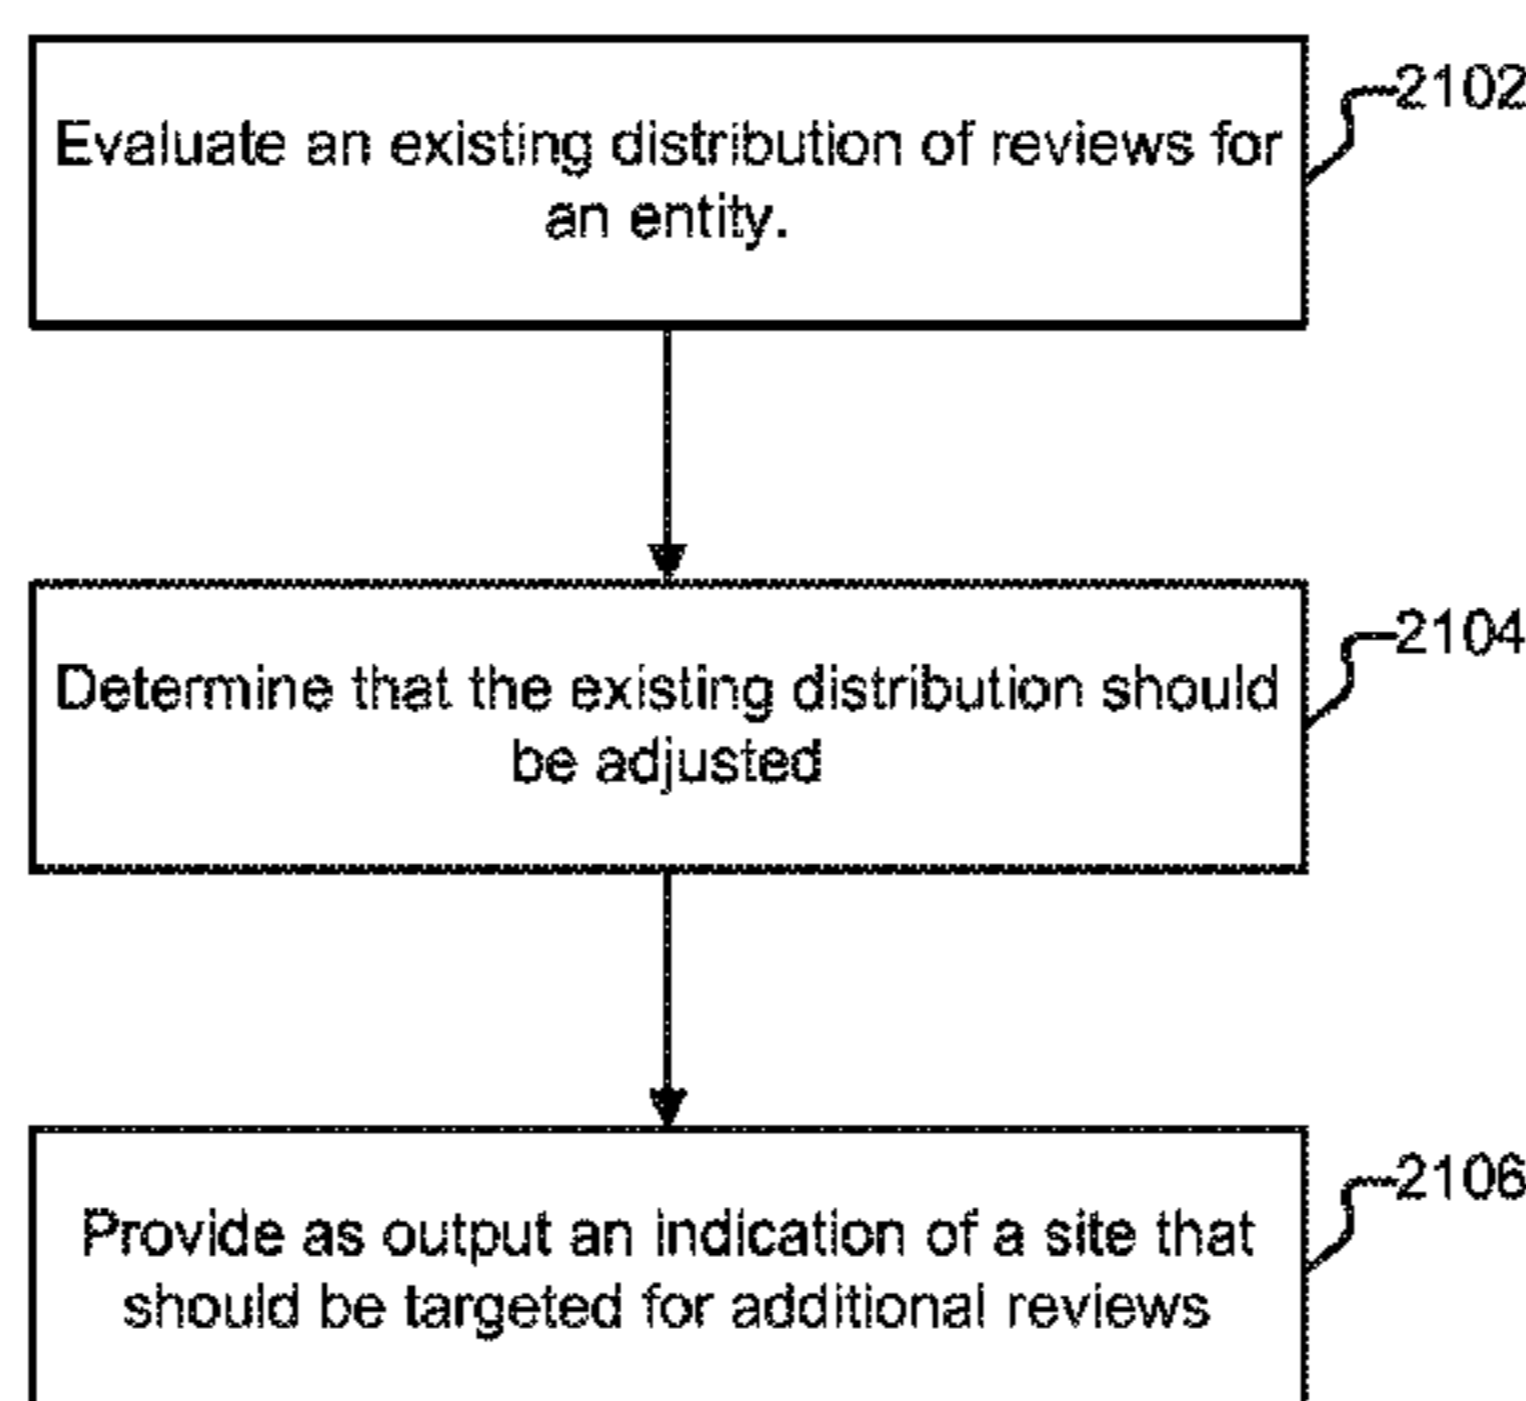 2102
Evaluate an existing distribution of reviews for
an entity.
2104
Determine that the existing distribution should
be adjusted
2106
Provide as output an indication of a site that
should be targeted for additional reviews